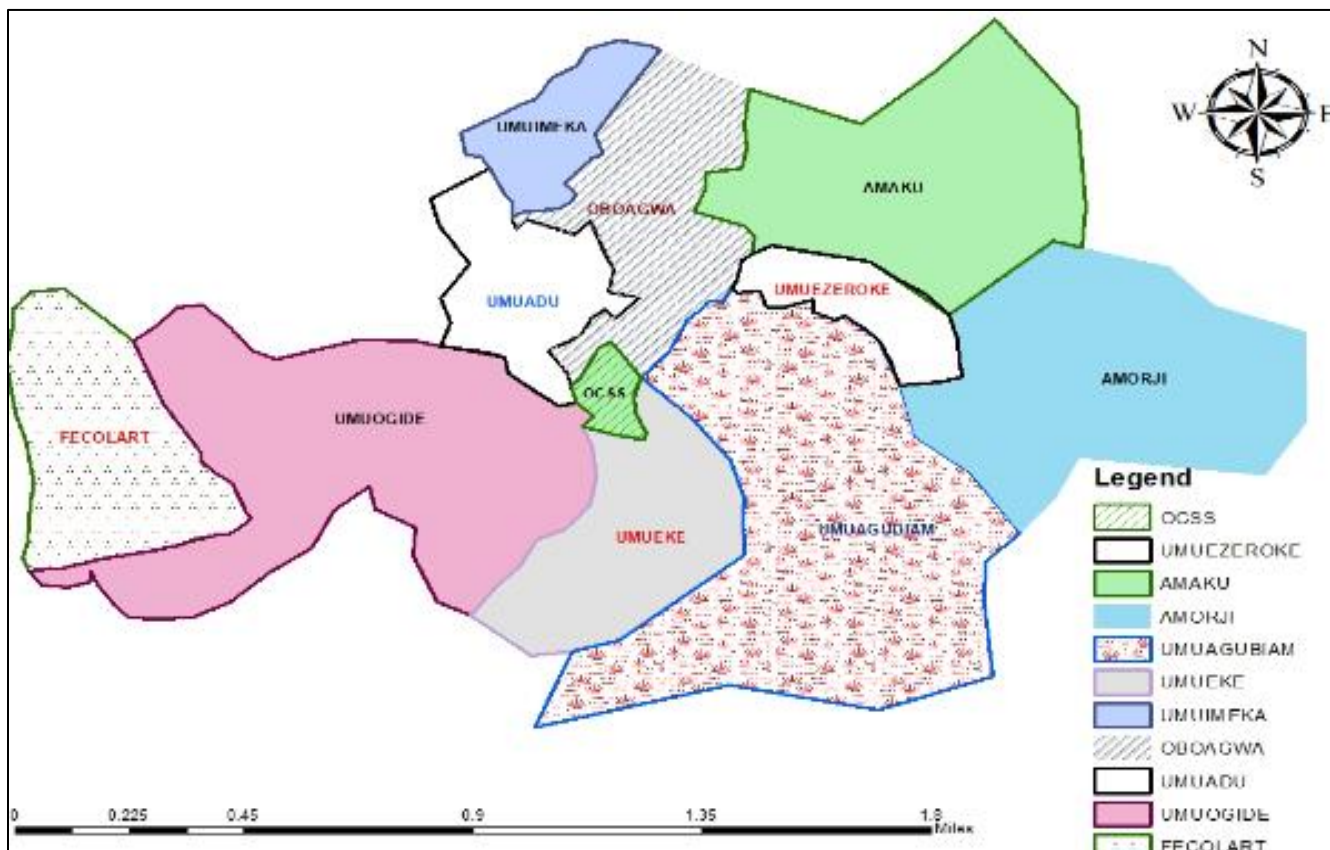 N
W E
S
UMUIMEKA
AMAKU
OBOAGWA
UMUEZEROKE
UMUADU
AMORJI
OCSS
UMUOGIDE
FECOLART
UMUEKE
UMUAGUBIAM
Legend
OCSS
UMUEZEROKE
AMAKU
AMORJI
UMUAGUBIAM
UMUEKE
UMUIMEKA
OBOAGWA
UMUADU
UMUOGIDE
FECOLART
0 0.225 0.45 0.9 1.35 1.8
Miles